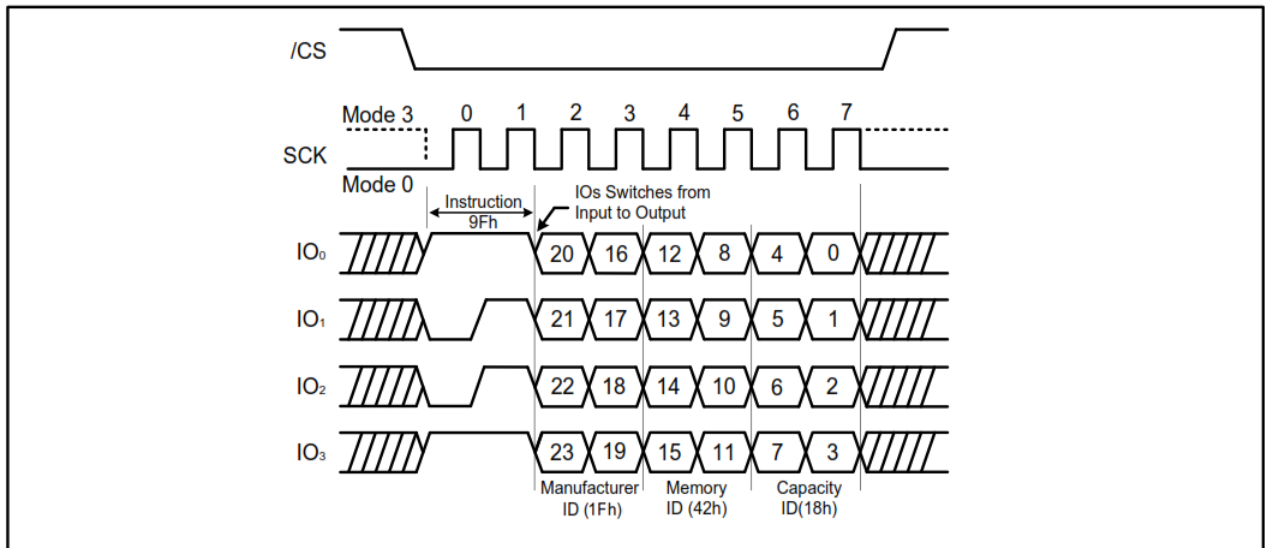 /CS
Mode 3 0 1 2 3 4 5 6 7
SCK
Mode 0
Instruction
9Fh
IOs Switches from
Input to Output
IO₀ 20 16 12 8 4 0
IO₁ 21 17 13 9 5 1
IO₂ 22 18 14 10 6 2
IO₃ 23 19 15 11 7 3
Manufacturer Memory Capacity
ID (1Fh) ID (42h) ID(18h)